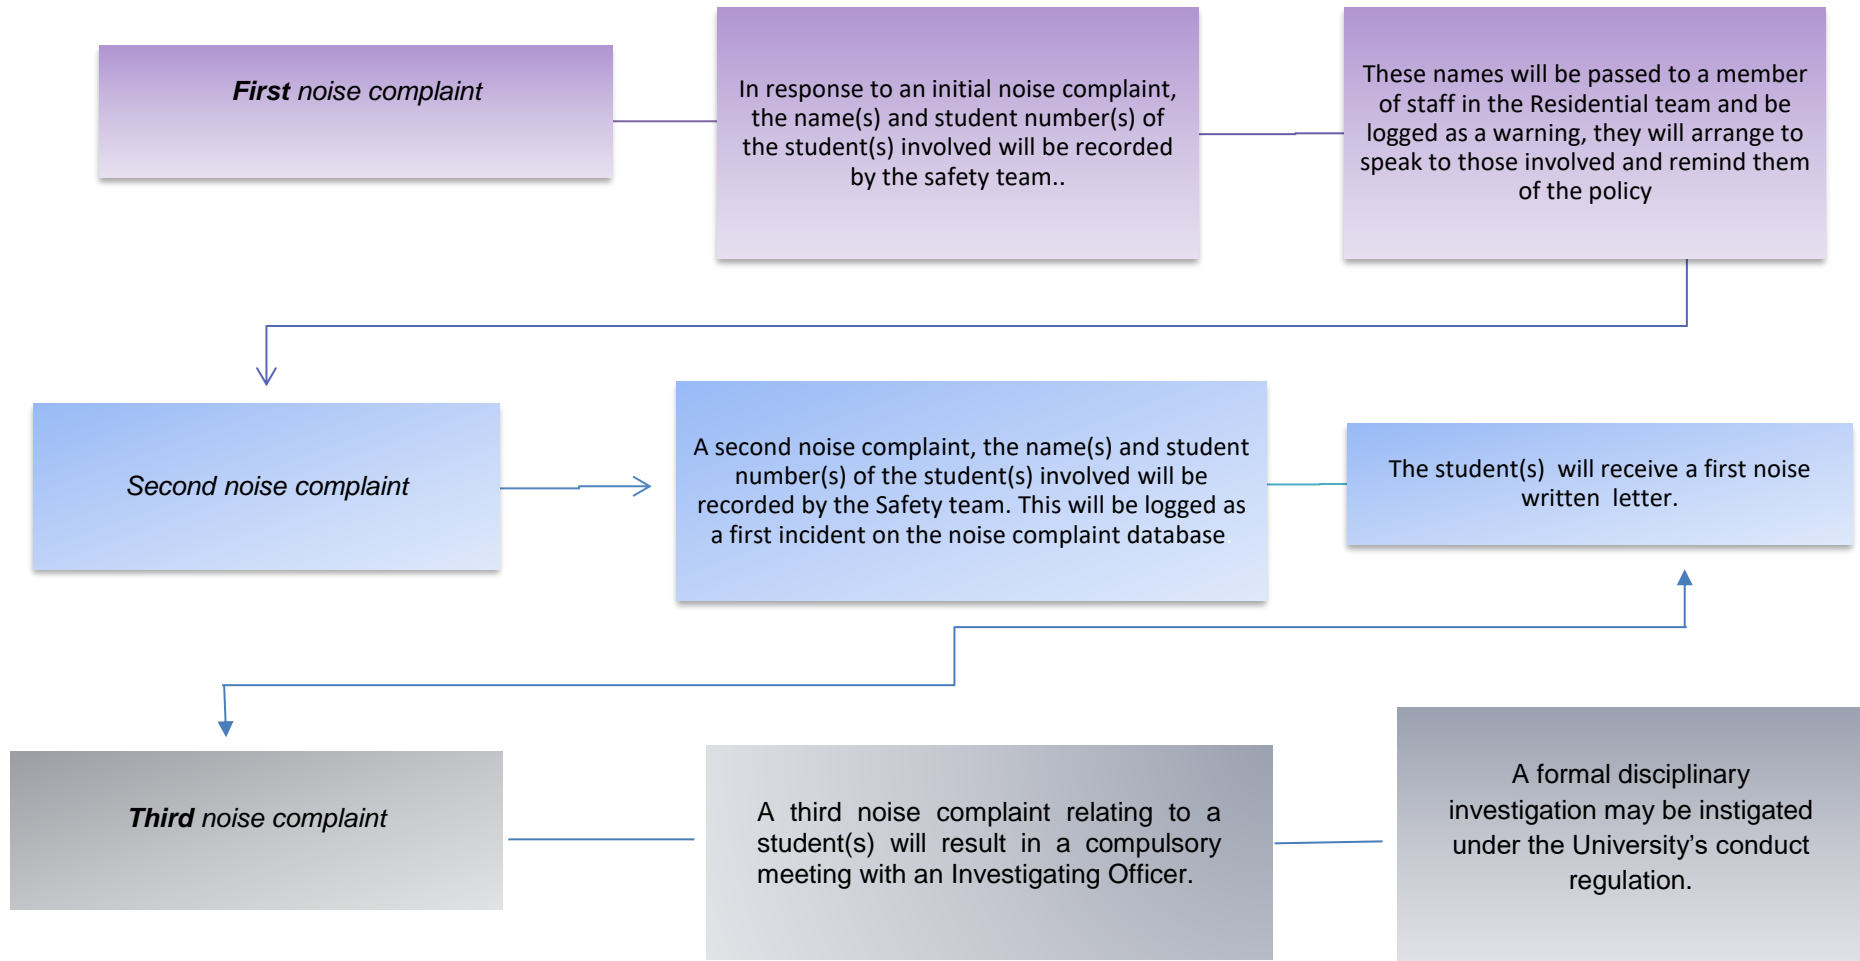 First noise complaint
In response to an initial noise complaint,
the name(s) and student number(s) of
the student(s) involved will be recorded
by the safety team..
These names will be passed to a member
of staff in the Residential team and be
logged as a warning, they will arrange to
speak to those involved and remind them
of the policy
Second noise complaint
A second noise complaint, the name(s) and student
number(s) of the student(s) involved will be
recorded by the Safety team. This will be logged as
a first incident on the noise complaint database.
The student(s)  will receive a first noise
written  letter.
Third noise complaint
A third noise complaint relating to a
student(s) will result in a compulsory
meeting with an Investigating Officer.
A formal disciplinary
investigation may be instigated
under the University’s conduct
regulation.